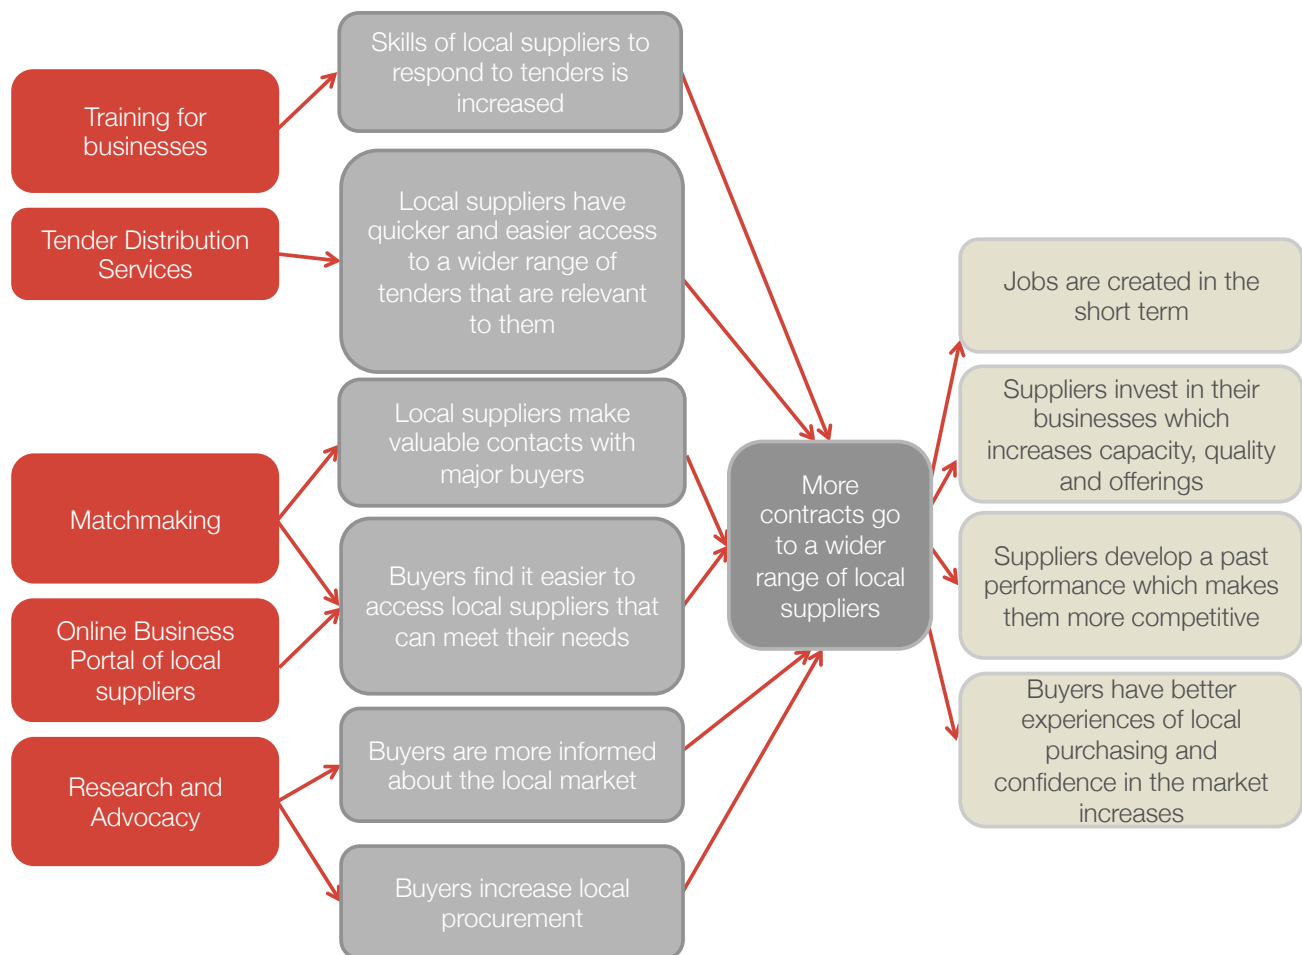 Training for
businesses
Tender Distribution
Services
Matchmaking
Online Business
Portal of local
suppliers
Research and
Advocacy
Skills of local suppliers to
respond to tenders is
increased
Local suppliers have
quicker and easier access
to a wider range of
tenders that are relevant
to them
Local suppliers make
valuable contacts with
major buyers
Buyers find it easier to
access local suppliers that
can meet their needs
Buyers are more informed
about the local market
Buyers increase local
procurement
More
contracts go
to a wider
range of local
suppliers
Jobs are created in the
short term
Suppliers invest in their
businesses which
increases capacity, quality
and offerings
Suppliers develop a past
performance which makes
them more competitive
Buyers have better
experiences of local
purchasing and
confidence in the market
increases